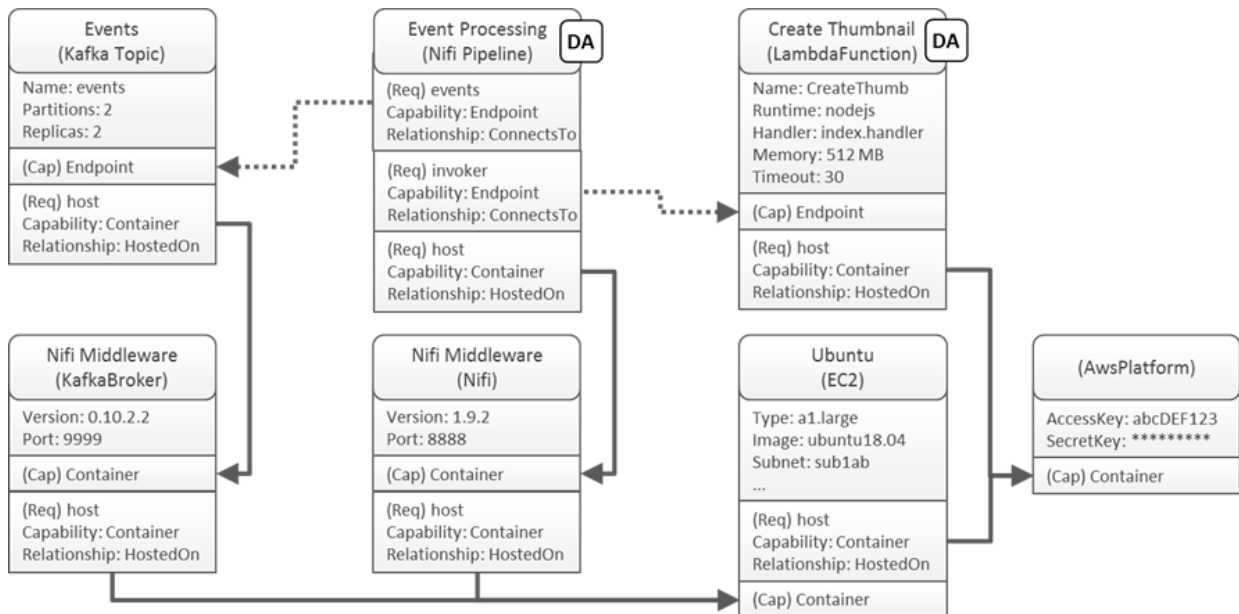 Events
(Kafka Topic)
Name: events
Partitions: 2
Replicas: 2
(Cap) Endpoint
(Req) host
Capability: Container
Relationship: HostedOn
Event Processing
(Nifi Pipeline)
DA
(Req) events
Capability: Endpoint
Relationship: ConnectsTo
(Req) invoker
Capability: Endpoint
Relationship: ConnectsTo
(Req) host
Capability: Container
Relationship: HostedOn
Create Thumbnail
(LambdaFunction)
DA
Name: CreateThumb
Runtime: nodejs
Handler: index.handler
Memory: 512 MB
Timeout: 30
(Cap) Endpoint
(Req) host
Capability: Container
Relationship: HostedOn
Nifi Middleware
(KafkaBroker)
Version: 0.10.2.2
Port: 9999
(Cap) Container
(Req) host
Capability: Container
Relationship: HostedOn
Nifi Middleware
(Nifi)
Version: 1.9.2
Port: 8888
(Cap) Container
(Req) host
Capability: Container
Relationship: HostedOn
Ubuntu
(EC2)
Type: a1.large
Image: ubuntu18.04
Subnet: sub1ab
...
(Req) host
Capability: Container
Relationship: HostedOn
(Cap) Container
(AwsPlatform)
AccessKey: abcDEF123
SecretKey: *********
(Cap) Container